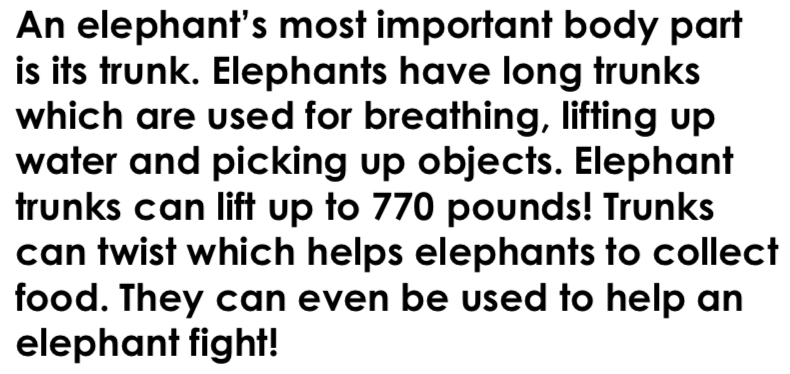 An elephant’s most important body part
is its trunk. Elephants have long trunks
which are used for breathing, lifting up
water and picking up objects. Elephant
trunks can lift up to 770 pounds! Trunks
can twist which helps elephants to collect
food. They can even be used to help an
elephant fight!